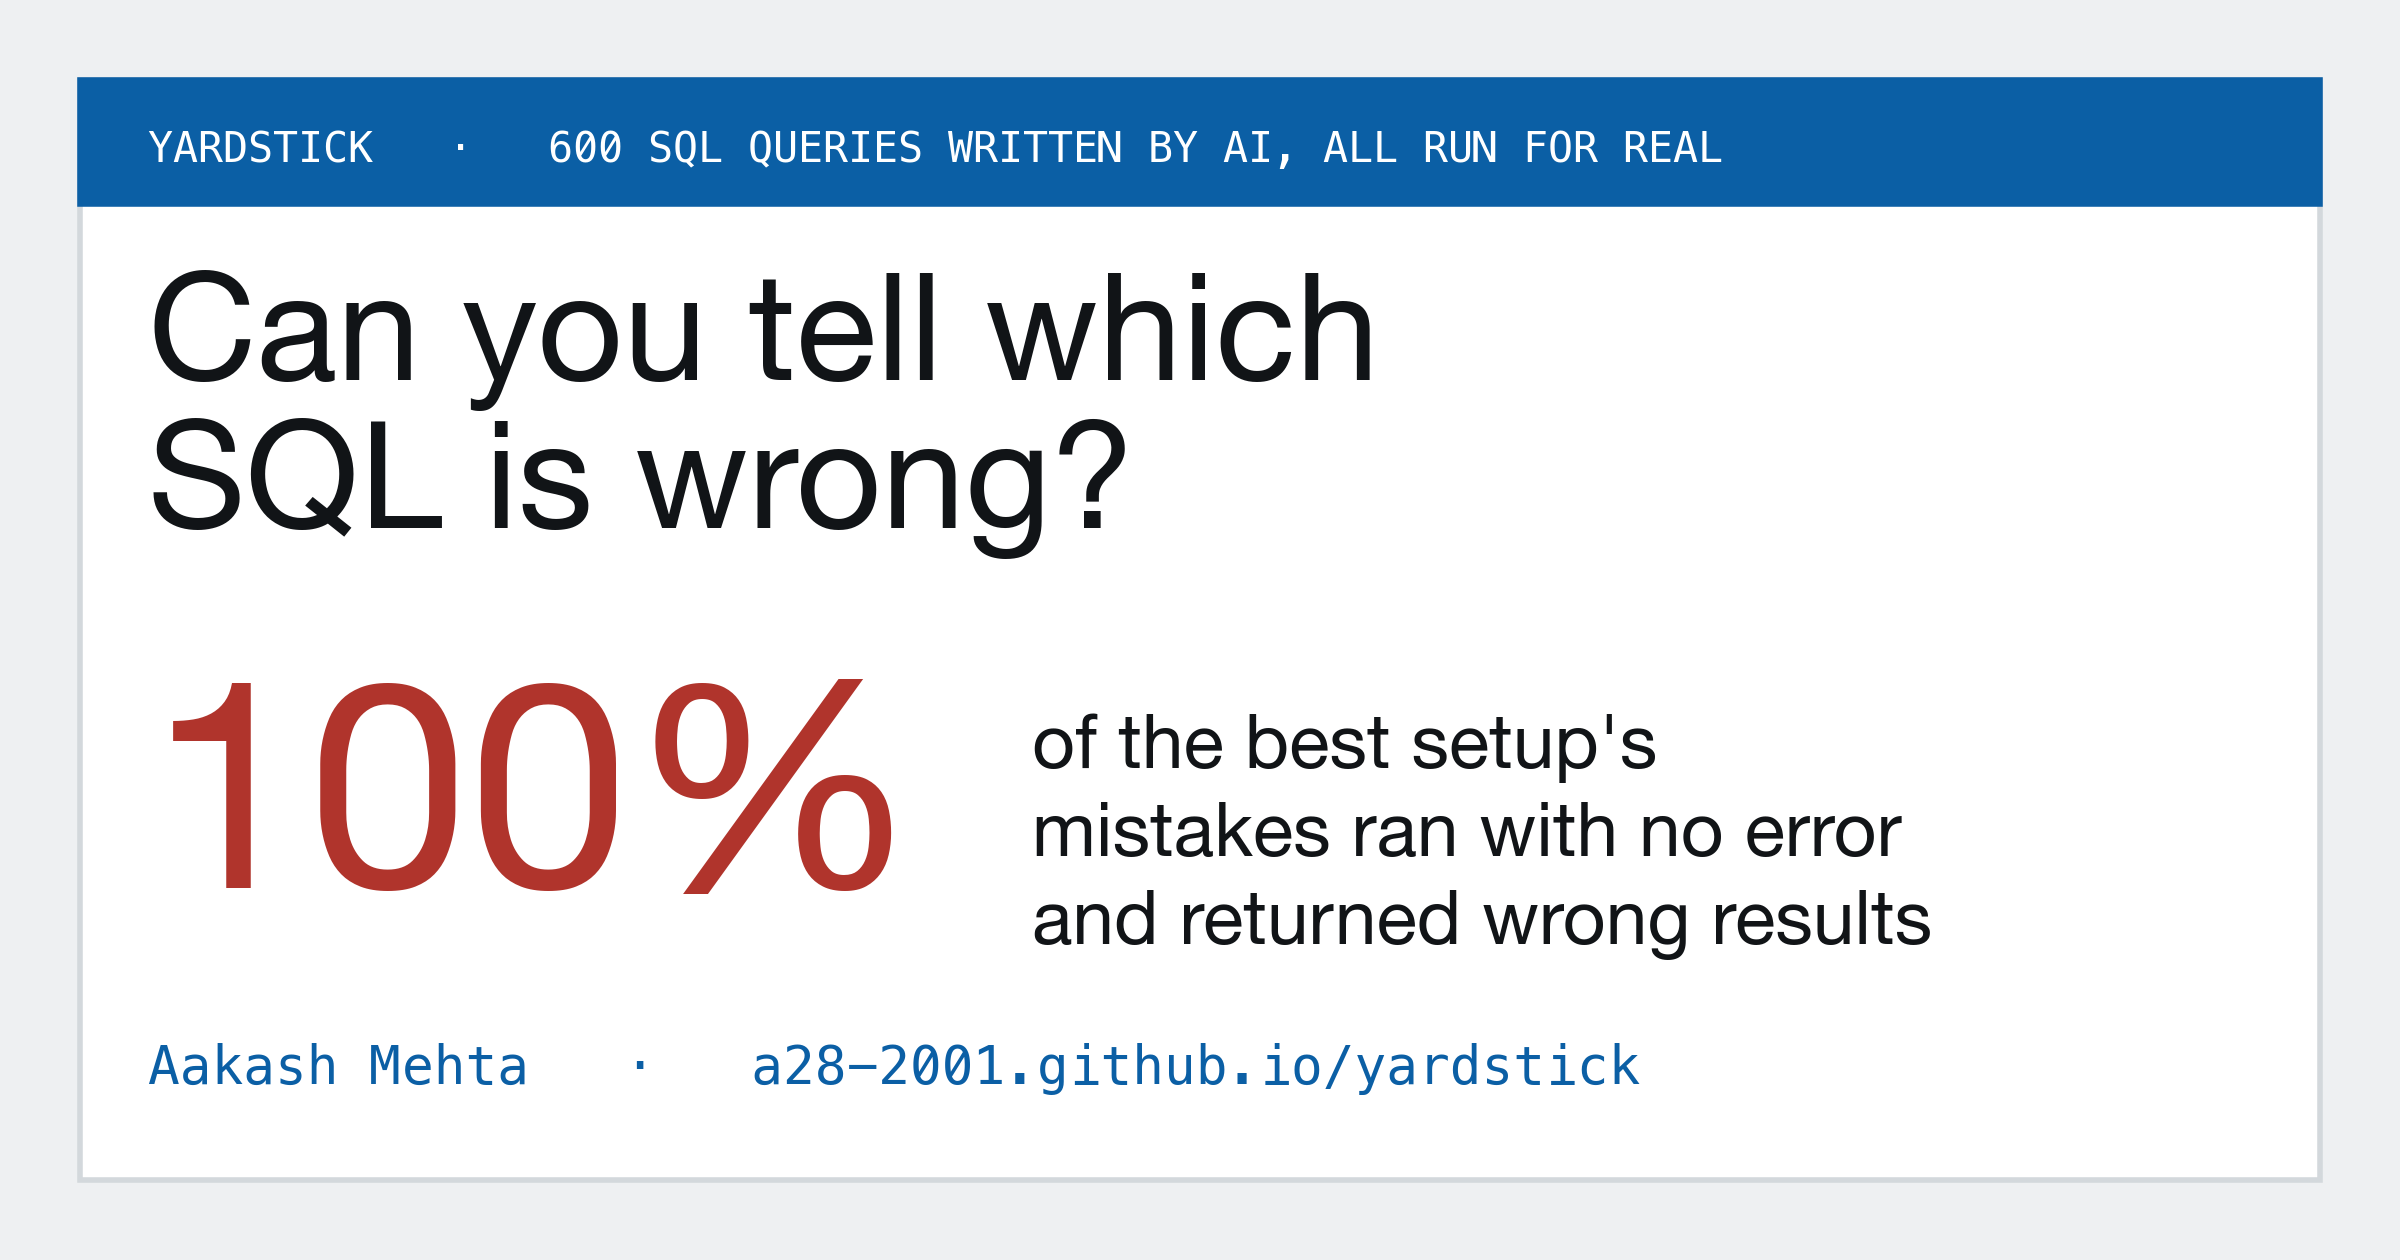 YARDSTICK · 600 SQL QUERIES WRITTEN BY AI, ALL RUN FOR REAL
Can you tell which
SQL is wrong?
100%
of the best setup's
mistakes ran with no error
and returned wrong results
Aakash Mehta · a28-2001.github.io/yardstick